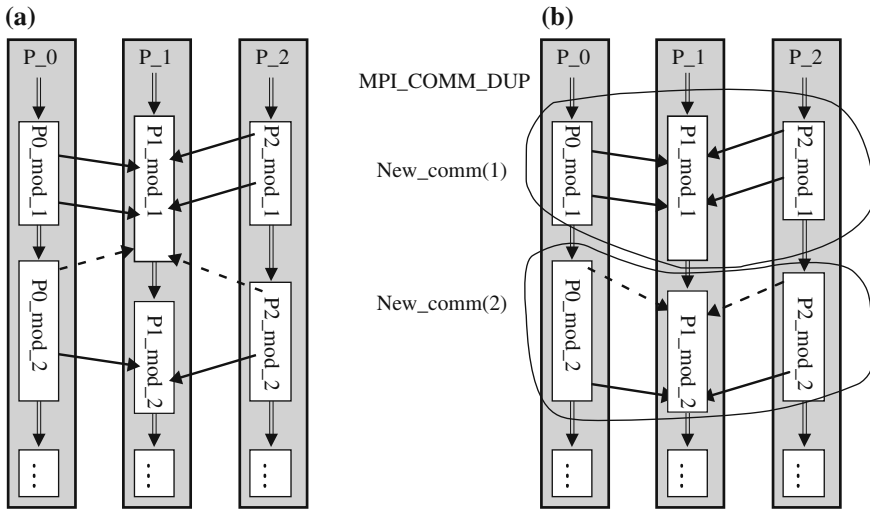 (a)
P_0
P_1
P_2
P0_mod_1
P1_mod_1
P2_mod_1
P0_mod_2
P1_mod_2
P2_mod_2
...
...
...
MPI_COMM_DUP
New_comm(1)
New_comm(2)
(b)
P_0
P_1
P_2
P0_mod_1
P1_mod_1
P2_mod_1
P0_mod_2
P1_mod_2
P2_mod_2
...
...
...